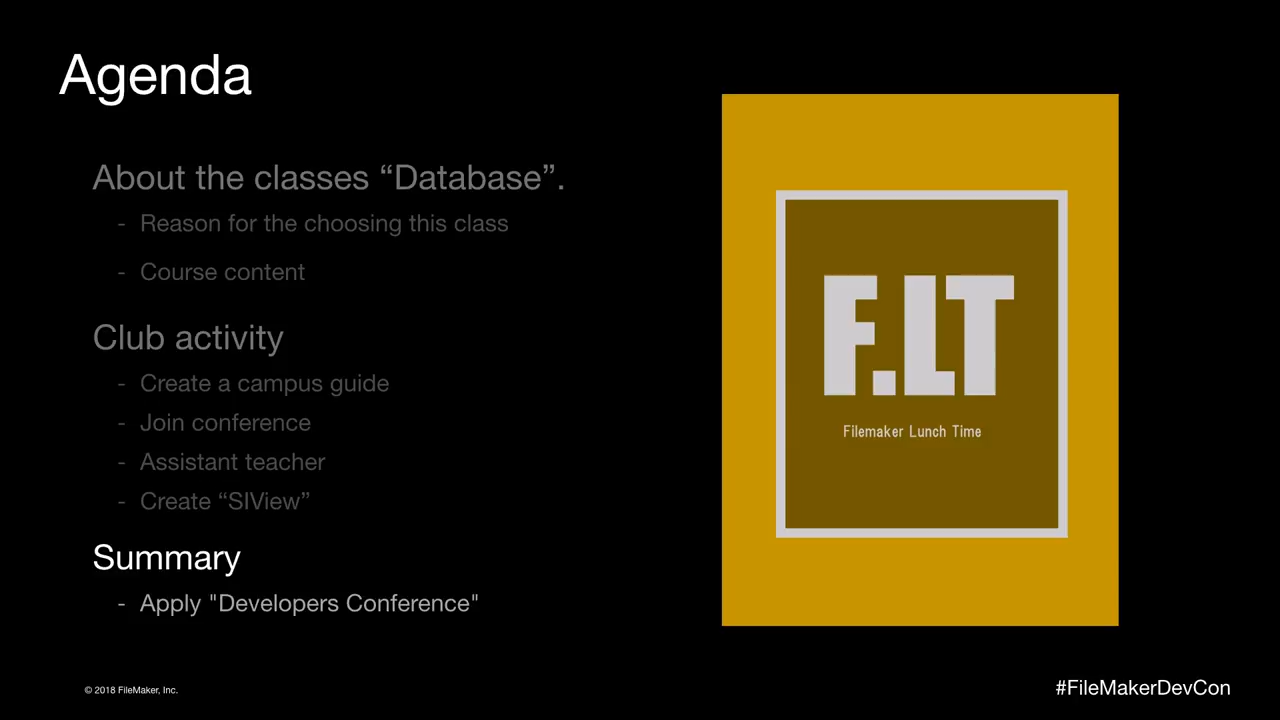 Agenda
About the classes “Database”.
- Reason for the choosing this class
- Course content
Club activity
- Create a campus guide
- Join conference
- Assistant teacher
- Create “SIView”
Summary
- Apply "Developers Conference"
F.LT
Filemaker Lunch Time
© 2018 FileMaker, Inc.
#FileMakerDevCon